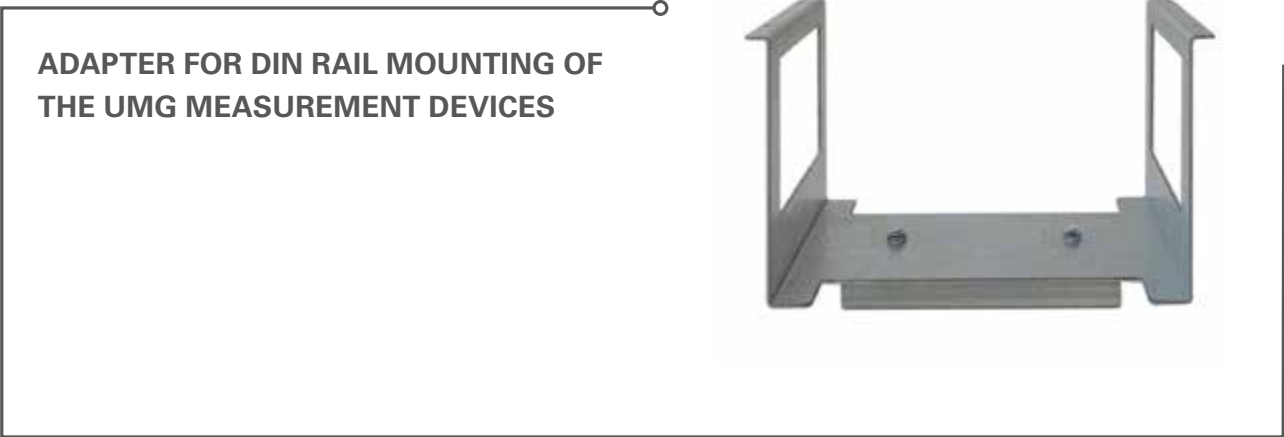 ADAPTER FOR DIN RAIL MOUNTING OF
THE UMG MEASUREMENT DEVICES